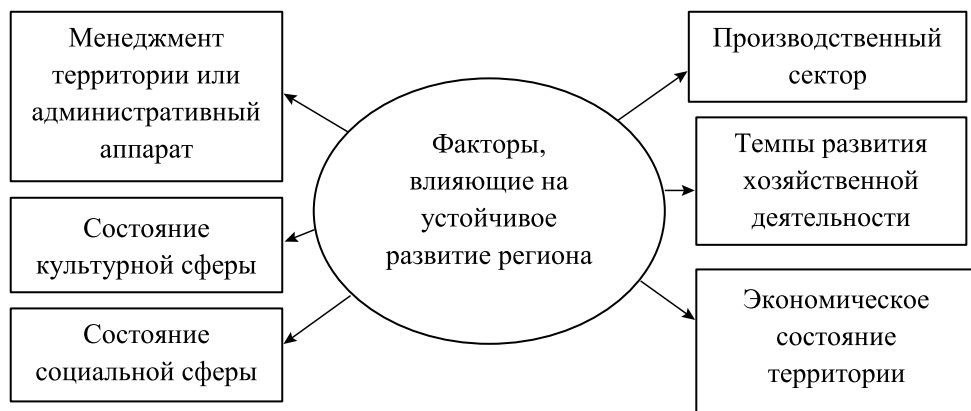 Менеджмент
территории или
административный
аппарат
Состояние
культурной сферы
Состояние
социальной сферы
Факторы,
влияющие на
устойчивое
развитие региона
Производственный
сектор
Темпы развития
хозяйственной
деятельности
Экономическое
состояние
территории